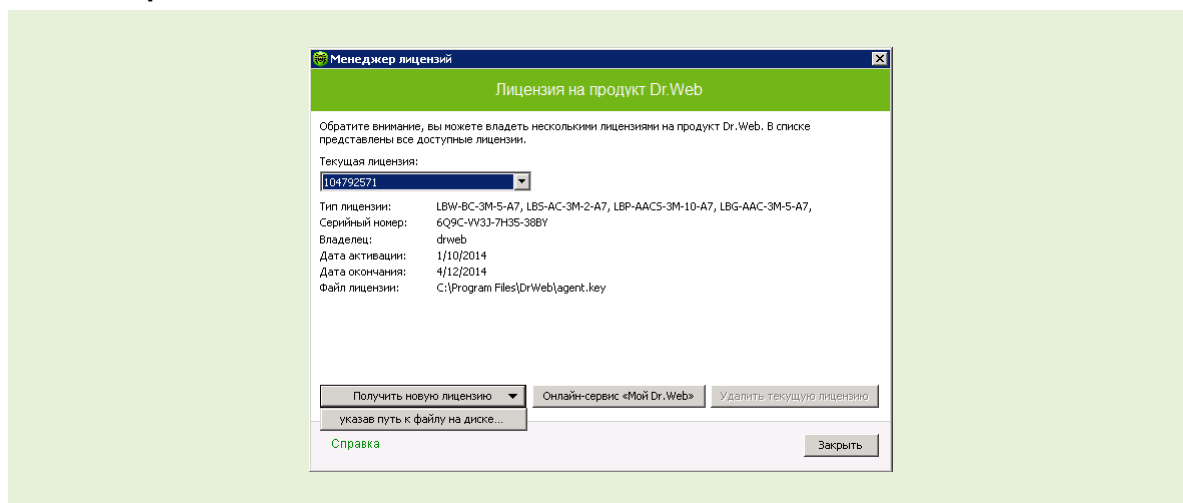 Менеджер лицензий
Лицензия на продукт Dr.Web
Обратите внимание, вы можете владеть несколькими лицензиями на продукт Dr.Web. В списке
представлены все доступные лицензии.
Текущая лицензия:
104792571
Тип лицензии: LBW-BC-3M-5-A7, LBS-AC-3M-2-A7, LBP-AACS-3M-10-A7, LBG-AAC-3M-5-A7,
Серийный номер: 6Q9C-VV3J-7H35-38BY
Владелец: drweb
Дата активации: 1/10/2014
Дата окончания: 4/12/2014
Файл лицензии: C:\Program Files\DrWeb\agent.key
Получить новую лицензию Онлайн-сервис «Мой Dr.Web» Удалить текущую лицензию
указав путь к файлу на диске...
Справка Закрыть